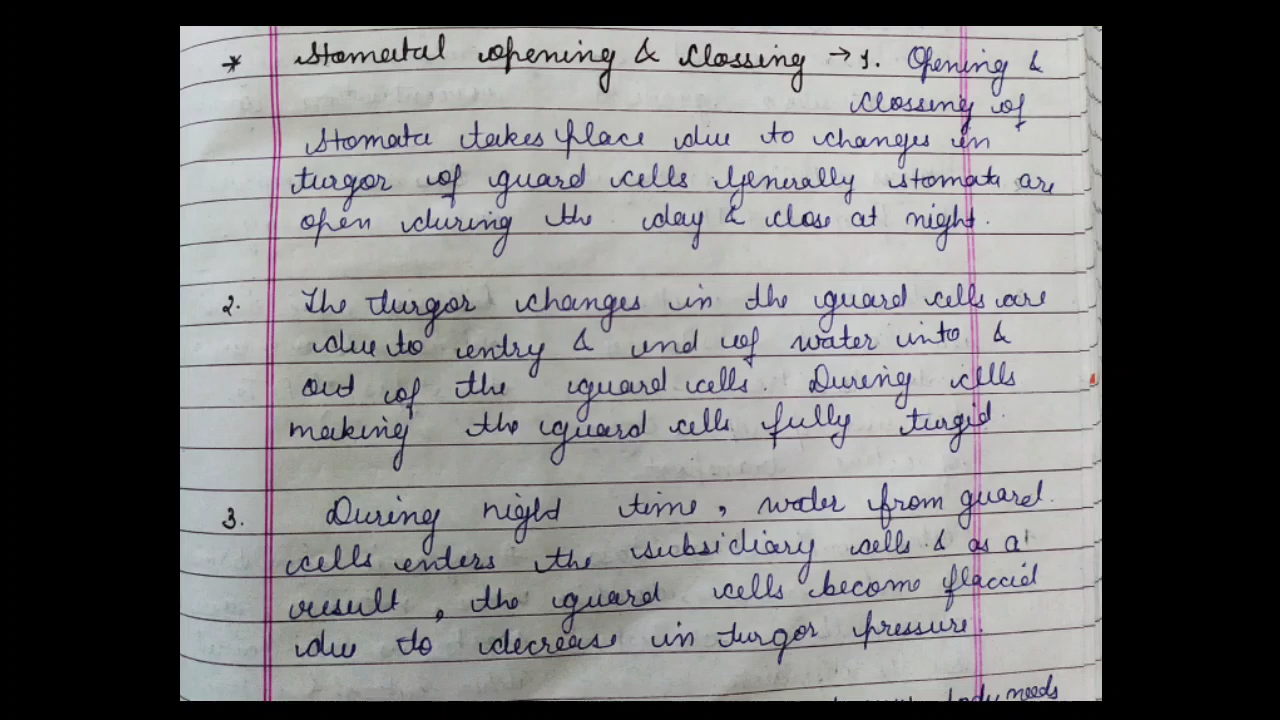 * Stomatal opening & Clossing → 1. Opening &
Clossing of
Stomata takes place due to changes in
turgor of guard cells Generally stomata are
open during the day & close at night.
2. The turgor changes in the guard cells are
due to entry & end of water into &
out of the guard cells. During cells
making the guard cells fully turgid.
3. During night time, water from guard
cells enters the subsidiary cells & as a
result, the guard cells become flaccid
due to decrease in turgor pressure.
body needs